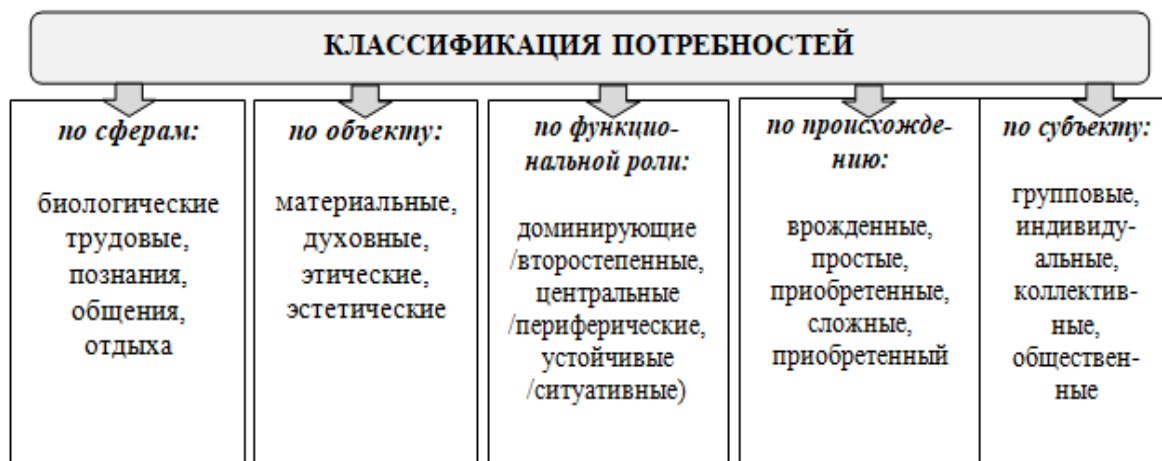 КЛАССИФИКАЦИЯ ПОТРЕБНОСТЕЙ
по сферам:
биологические
трудовые,
познания,
общения,
отдыха
по объекту:
материальные,
духовные,
этические,
эстетические
по функцио-
нальной роли:
доминирующие
/второстепенные,
центральные
/периферические,
устойчивые
/ситуативные)
по происхожде-
нию:
врожденные,
простые,
приобретенные,
сложные,
приобретенный
по субъекту:
групповые,
индивиду-
альные,
коллектив-
ные,
обществен-
ные